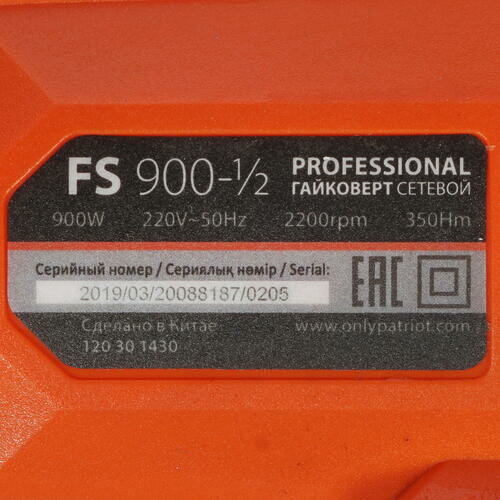 FS 900-½ PROFESSIONAL
ГАЙКОВЕРТ СЕТЕВОЙ
900W 220V~50Hz 2200rpm 350Hm
Серийный номер / Сериялық нөмір / Serial:
2019/03/20088187/0205
EAC
Сделано в Китае www.onlypatriot.com
120 30 1430